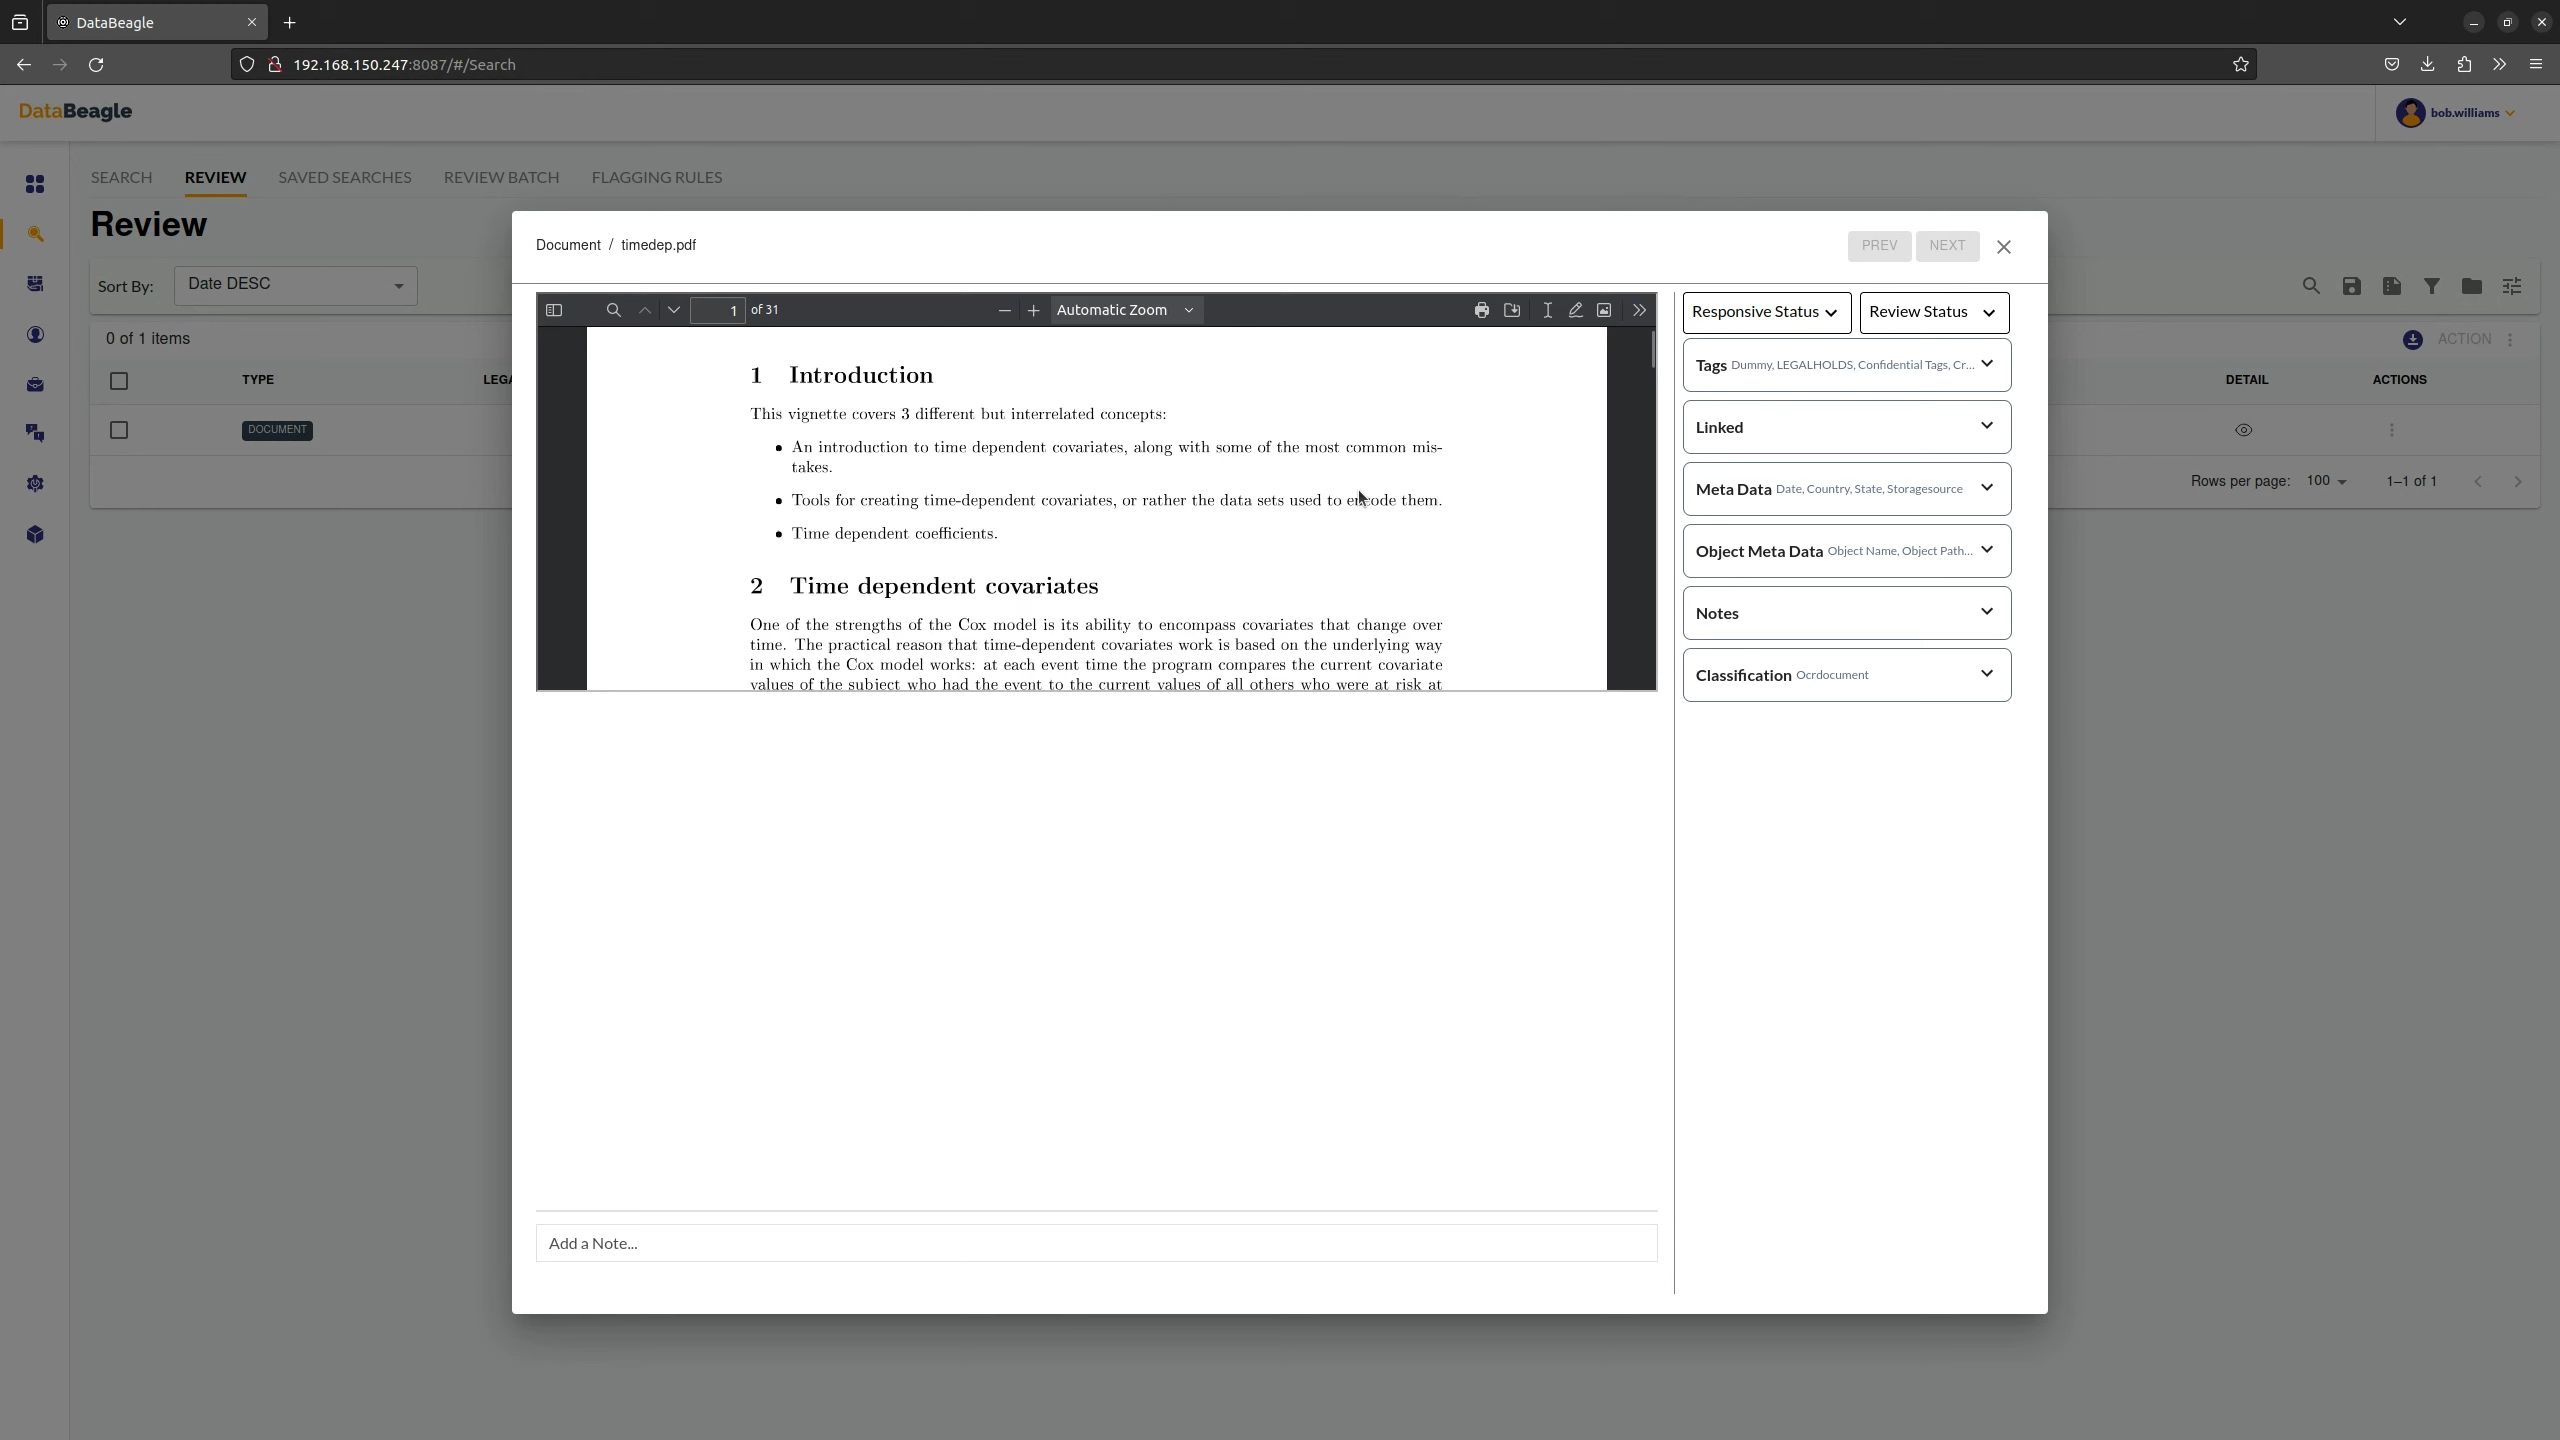 DataBeagle
192.168.150.247:8087/#/Search
DataBeagle
bob.williams
SEARCH REVIEW SAVED SEARCHES REVIEW BATCH FLAGGING RULES
Review
Sort By: Date DESC
0 of 1 items
ACTION
TYPE LEGA DETAIL ACTIONS
DOCUMENT
Rows per page: 100 1–1 of 1
Document / timedep.pdf
PREV NEXT
1 of 31
Automatic Zoom
1 Introduction
This vignette covers 3 different but interrelated concepts:
• An introduction to time dependent covariates, along with some of the most common mis-
takes.
• Tools for creating time-dependent covariates, or rather the data sets used to encode them.
• Time dependent coefficients.
2 Time dependent covariates
One of the strengths of the Cox model is its ability to encompass covariates that change over
time. The practical reason that time-dependent covariates work is based on the underlying way
in which the Cox model works: at each event time the program compares the current covariate
values of the subject who had the event to the current values of all others who were at risk at
Add a Note...
Responsive Status Review Status
Tags Dummy, LEGALHOLDS, Confidential Tags, Cr...
Linked
Meta Data Date, Country, State, Storagesource
Object Meta Data Object Name, Object Path...
Notes
Classification Ocrdocument